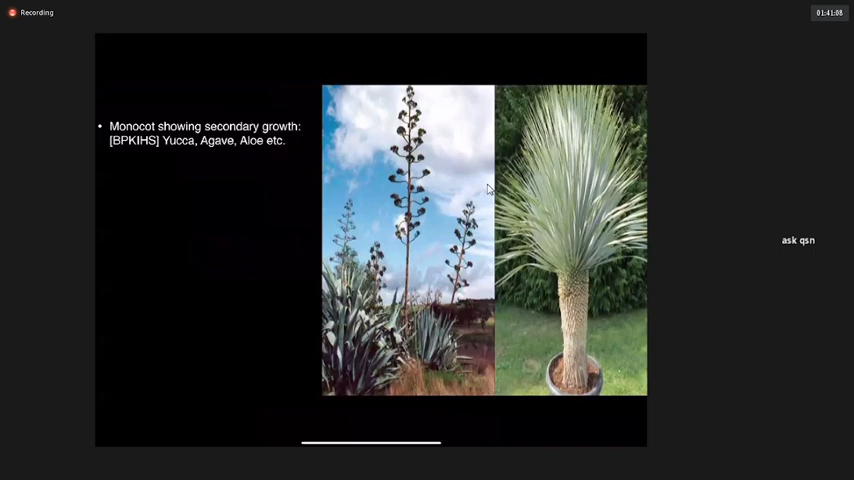 Recording
01:41:08
• Monocot showing secondary growth:
[BPKIHS] Yucca, Agave, Aloe etc.
ask qsn